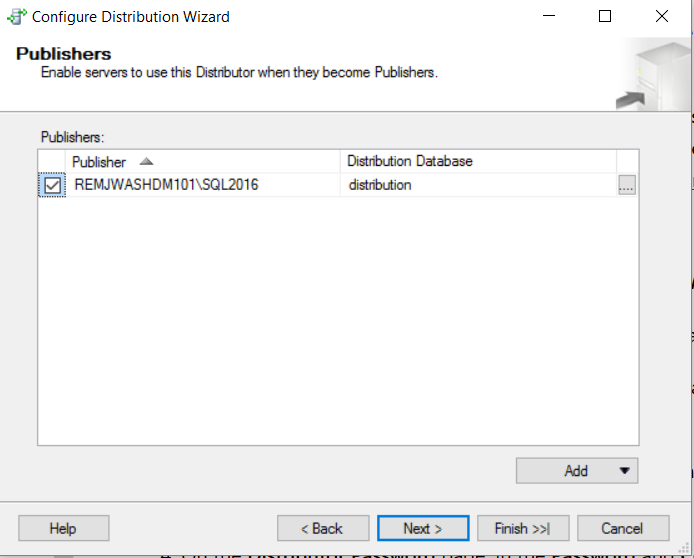 Configure Distribution Wizard
Publishers
Enable servers to use this Distributor when they become Publishers.
Publishers:
Publisher Distribution Database
REMJWASHDM101\SQL2016 distribution ....
Add
Help < Back Next > Finish >>| Cancel